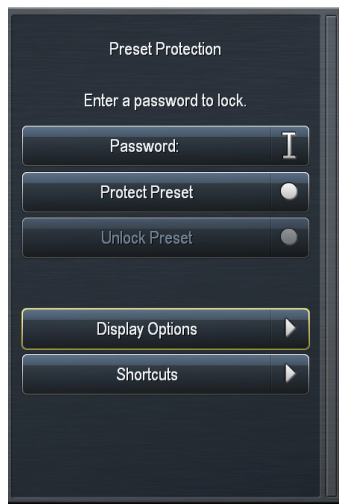 Preset Protection
Enter a password to lock.
Password:
Protect Preset
Unlock Preset
Display Options
Shortcuts